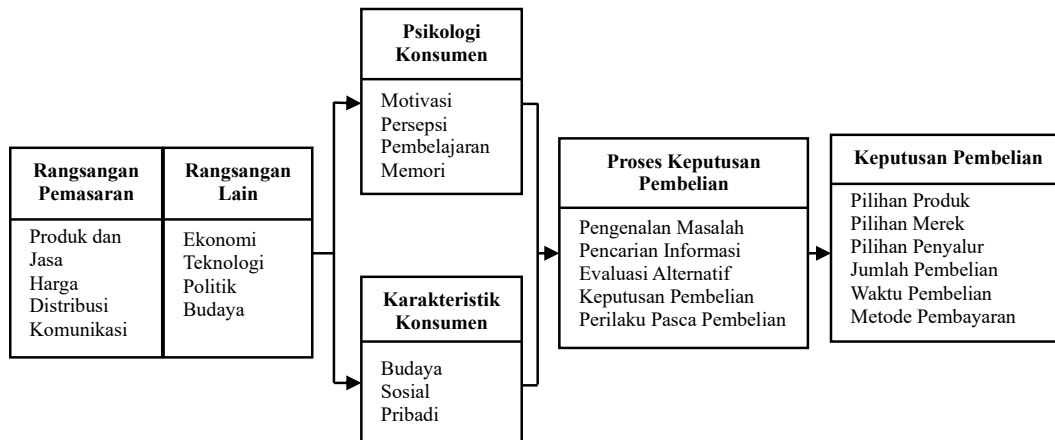 Rangsangan
Pemasaran
Produk dan
Jasa
Harga
Distribusi
Komunikasi
Rangsangan
Lain
Ekonomi
Teknologi
Politik
Budaya
Psikologi
Konsumen
Motivasi
Persepsi
Pembelajaran
Memori
Karakteristik
Konsumen
Budaya
Sosial
Pribadi
Proses Keputusan
Pembelian
Pengenalan Masalah
Pencarian Informasi
Evaluasi Alternatif
Keputusan Pembelian
Perilaku Pasca Pembelian
Keputusan Pembelian
Pilihan Produk
Pilihan Merek
Pilihan Penyalur
Jumlah Pembelian
Waktu Pembelian
Metode Pembayaran